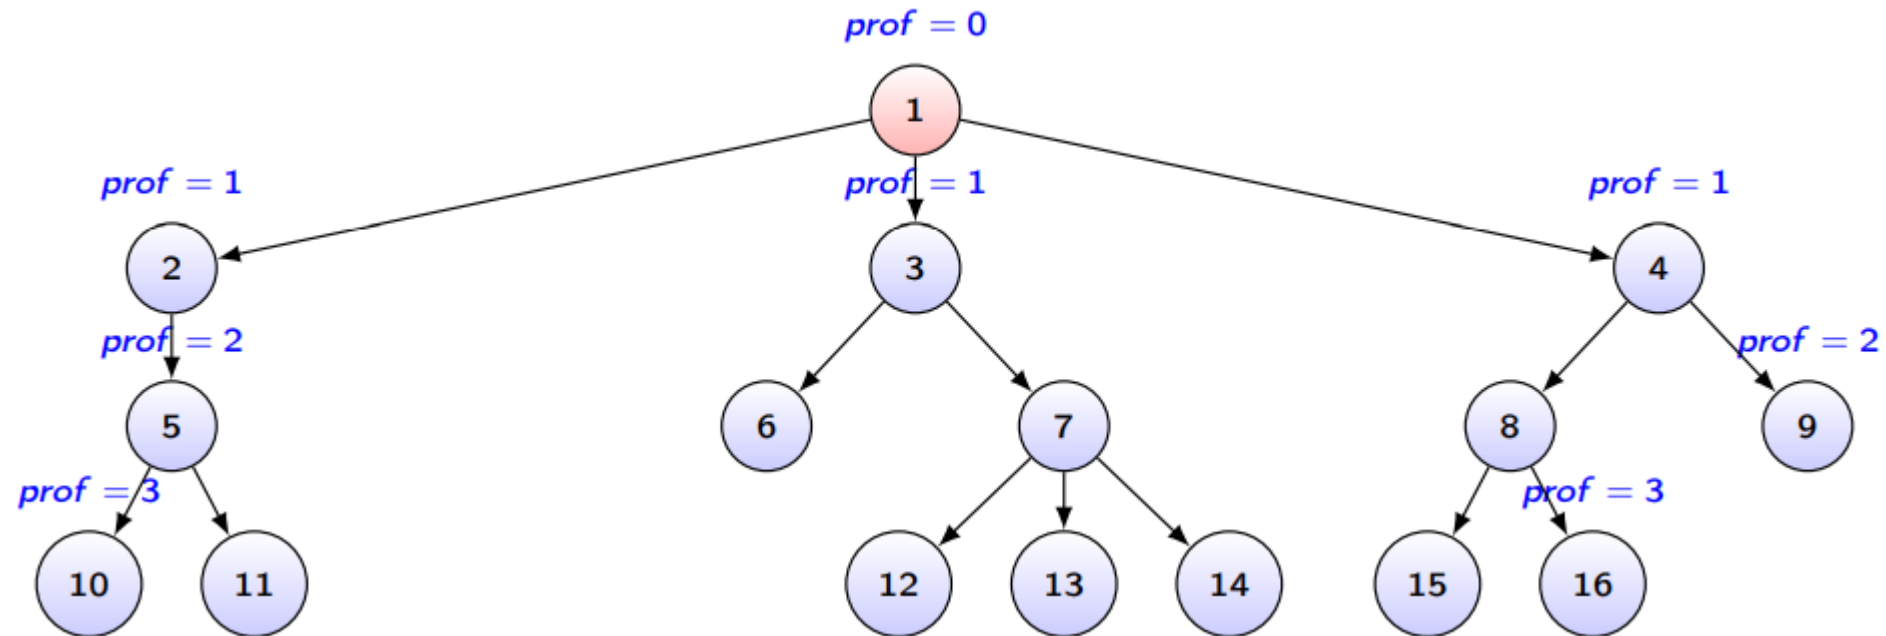 prof = 0
1
prof = 1 prof = 1 prof = 1
2 3 4
prof = 2 prof = 2
5 6 7 8 9
prof = 3 prof = 3
10 11 12 13 14 15 16